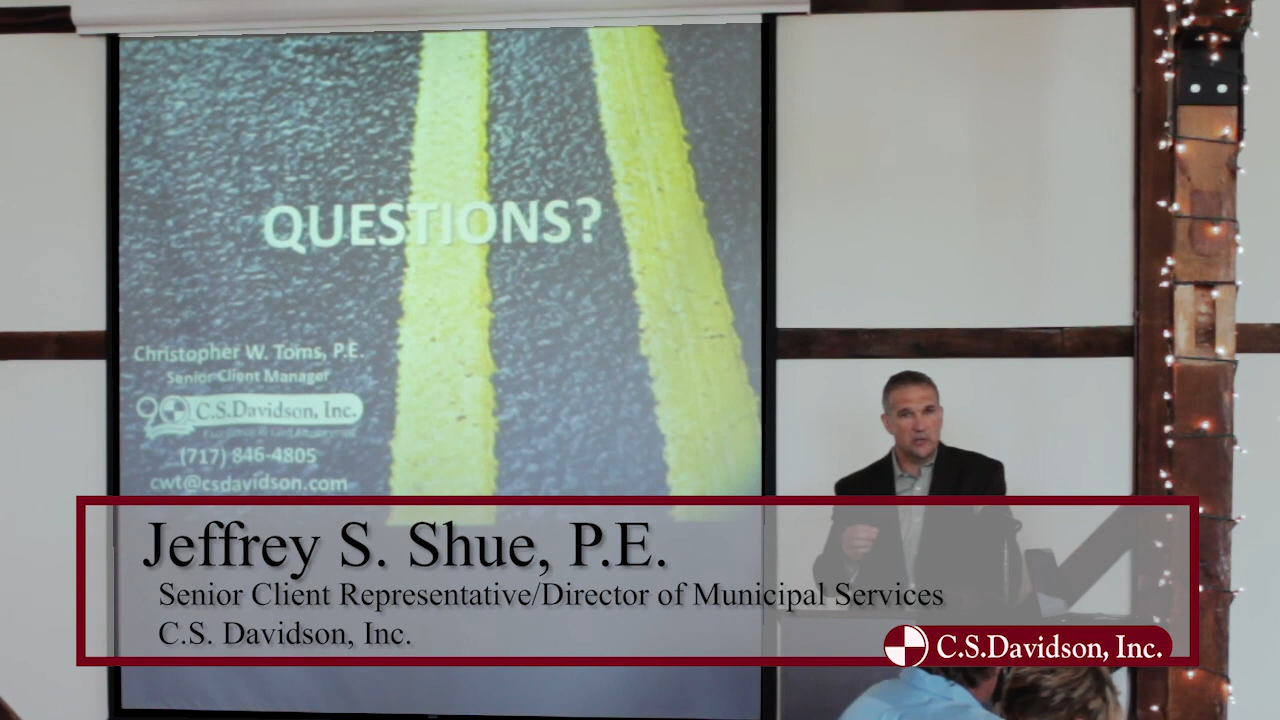 QUESTIONS?
Christopher W. Toms, P.E.
Senior Client Manager
90 C.S.Davidson, Inc.
(717) 846-4805
cwt@csdavidson.com
Jeffrey S. Shue, P.E.
Senior Client Representative/Director of Municipal Services
C.S. Davidson, Inc.
C.S.Davidson, Inc.